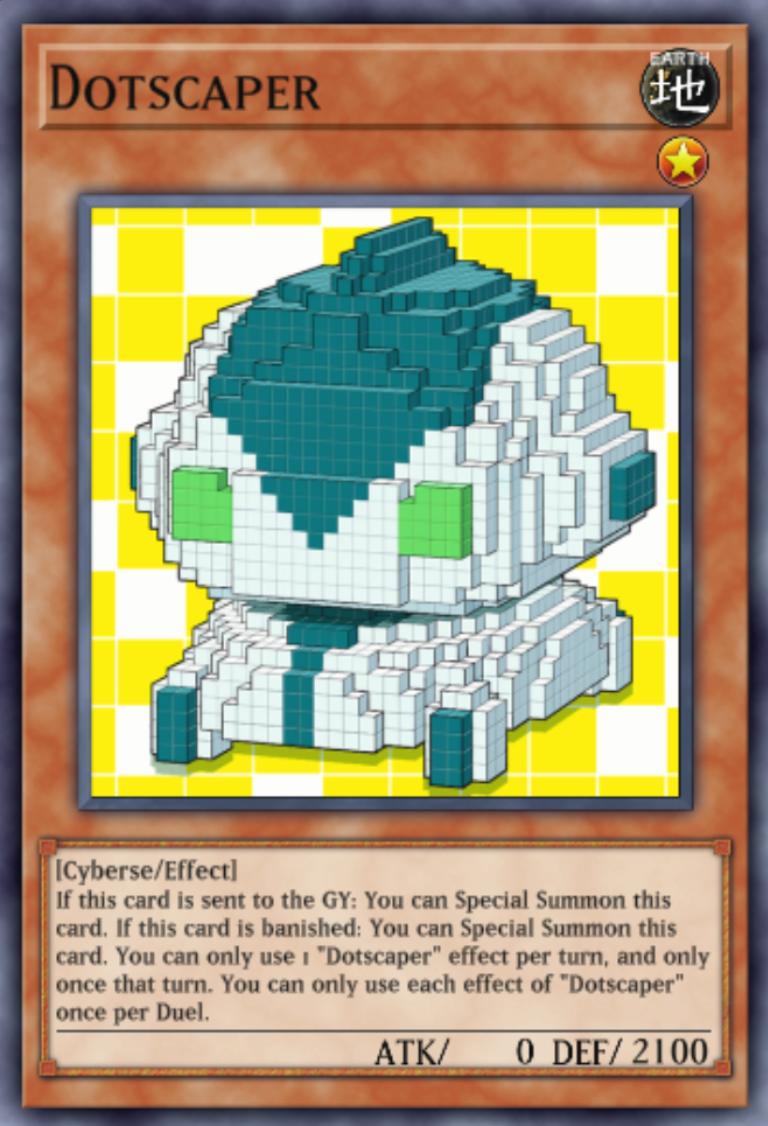 DOTSCAPER
EARTH
地
[Cyberse/Effect]
If this card is sent to the GY: You can Special Summon this
card. If this card is banished: You can Special Summon this
card. You can only use 1 "Dotscaper" effect per turn, and only
once that turn. You can only use each effect of "Dotscaper"
once per Duel.
ATK/ 0 DEF/ 2100